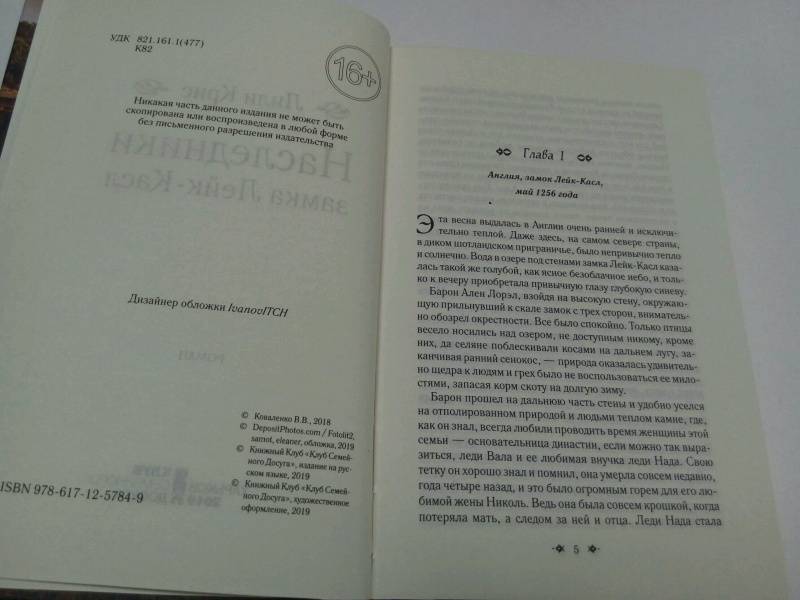 УДК 821.161.1(477)
К82
16+
Никакая часть данного издания не может быть
скопирована или воспроизведена в любой форме
без письменного разрешения издательства
Лили Крис
Наследники
замка Лейк-Касл
Дизайнер обложки IvanovITCH
РОМАН
© Коваленко В.В., 2018
© DepositPhotos.com / Fotolit2,
samot, eleaner, обложка, 2019
© Книжный Клуб «Клуб Семей-
ного Досуга», издание на рус-
ском языке, 2019
© Книжный Клуб «Клуб Семей-
ного Досуга», художественное
оформление, 2019
ISBN 978-617-12-5784-9
Глава 1
Англия, замок Лейк-Касл,
май 1256 года
Эта весна выдалась в Англии очень ранней и исключи-
тельно теплой. Даже здесь, на самом севере страны,
в диком шотландском приграничье, было непривычно тепло
и солнечно. Вода в озере под стенами замка Лейк-Касл каза-
лась такой же голубой, как ясное безоблачное небо, и толь-
ко к вечеру приобретала привычную глазу глубокую синеву.
Барон Ален Лорэл, взойдя на высокую стену, окружаю-
щую прильнувший к скале замок с трех сторон, вниматель-
но обозрел окрестности. Все было спокойно. Только птицы
весело носились над озером, не доступным никому, кроме
них, да селяне поблескивали косами на дальнем лугу, за-
канчивая ранний сенокос, — природа оказалась удивитель-
но щедра к людям и грех было не воспользоваться ее мило-
стями, запасая корм скоту на долгую зиму.
Барон прошел на дальнюю часть стены и удобно уселся
на отполированном природой и людьми теплом камне, где,
как он знал, всегда любили проводить время женщины этой
семьи — основательница династии, если можно так выра-
зиться, леди Вала и ее любимая внучка леди Нада. Свою
тетку он хорошо знал и помнил, она умерла совсем недавно,
года четыре назад, и это было огромным горем для его лю-
бимой жены Николь. Ведь она была совсем крошкой, когда
потеряла мать, а следом за ней и отца. Леди Нада стала
5